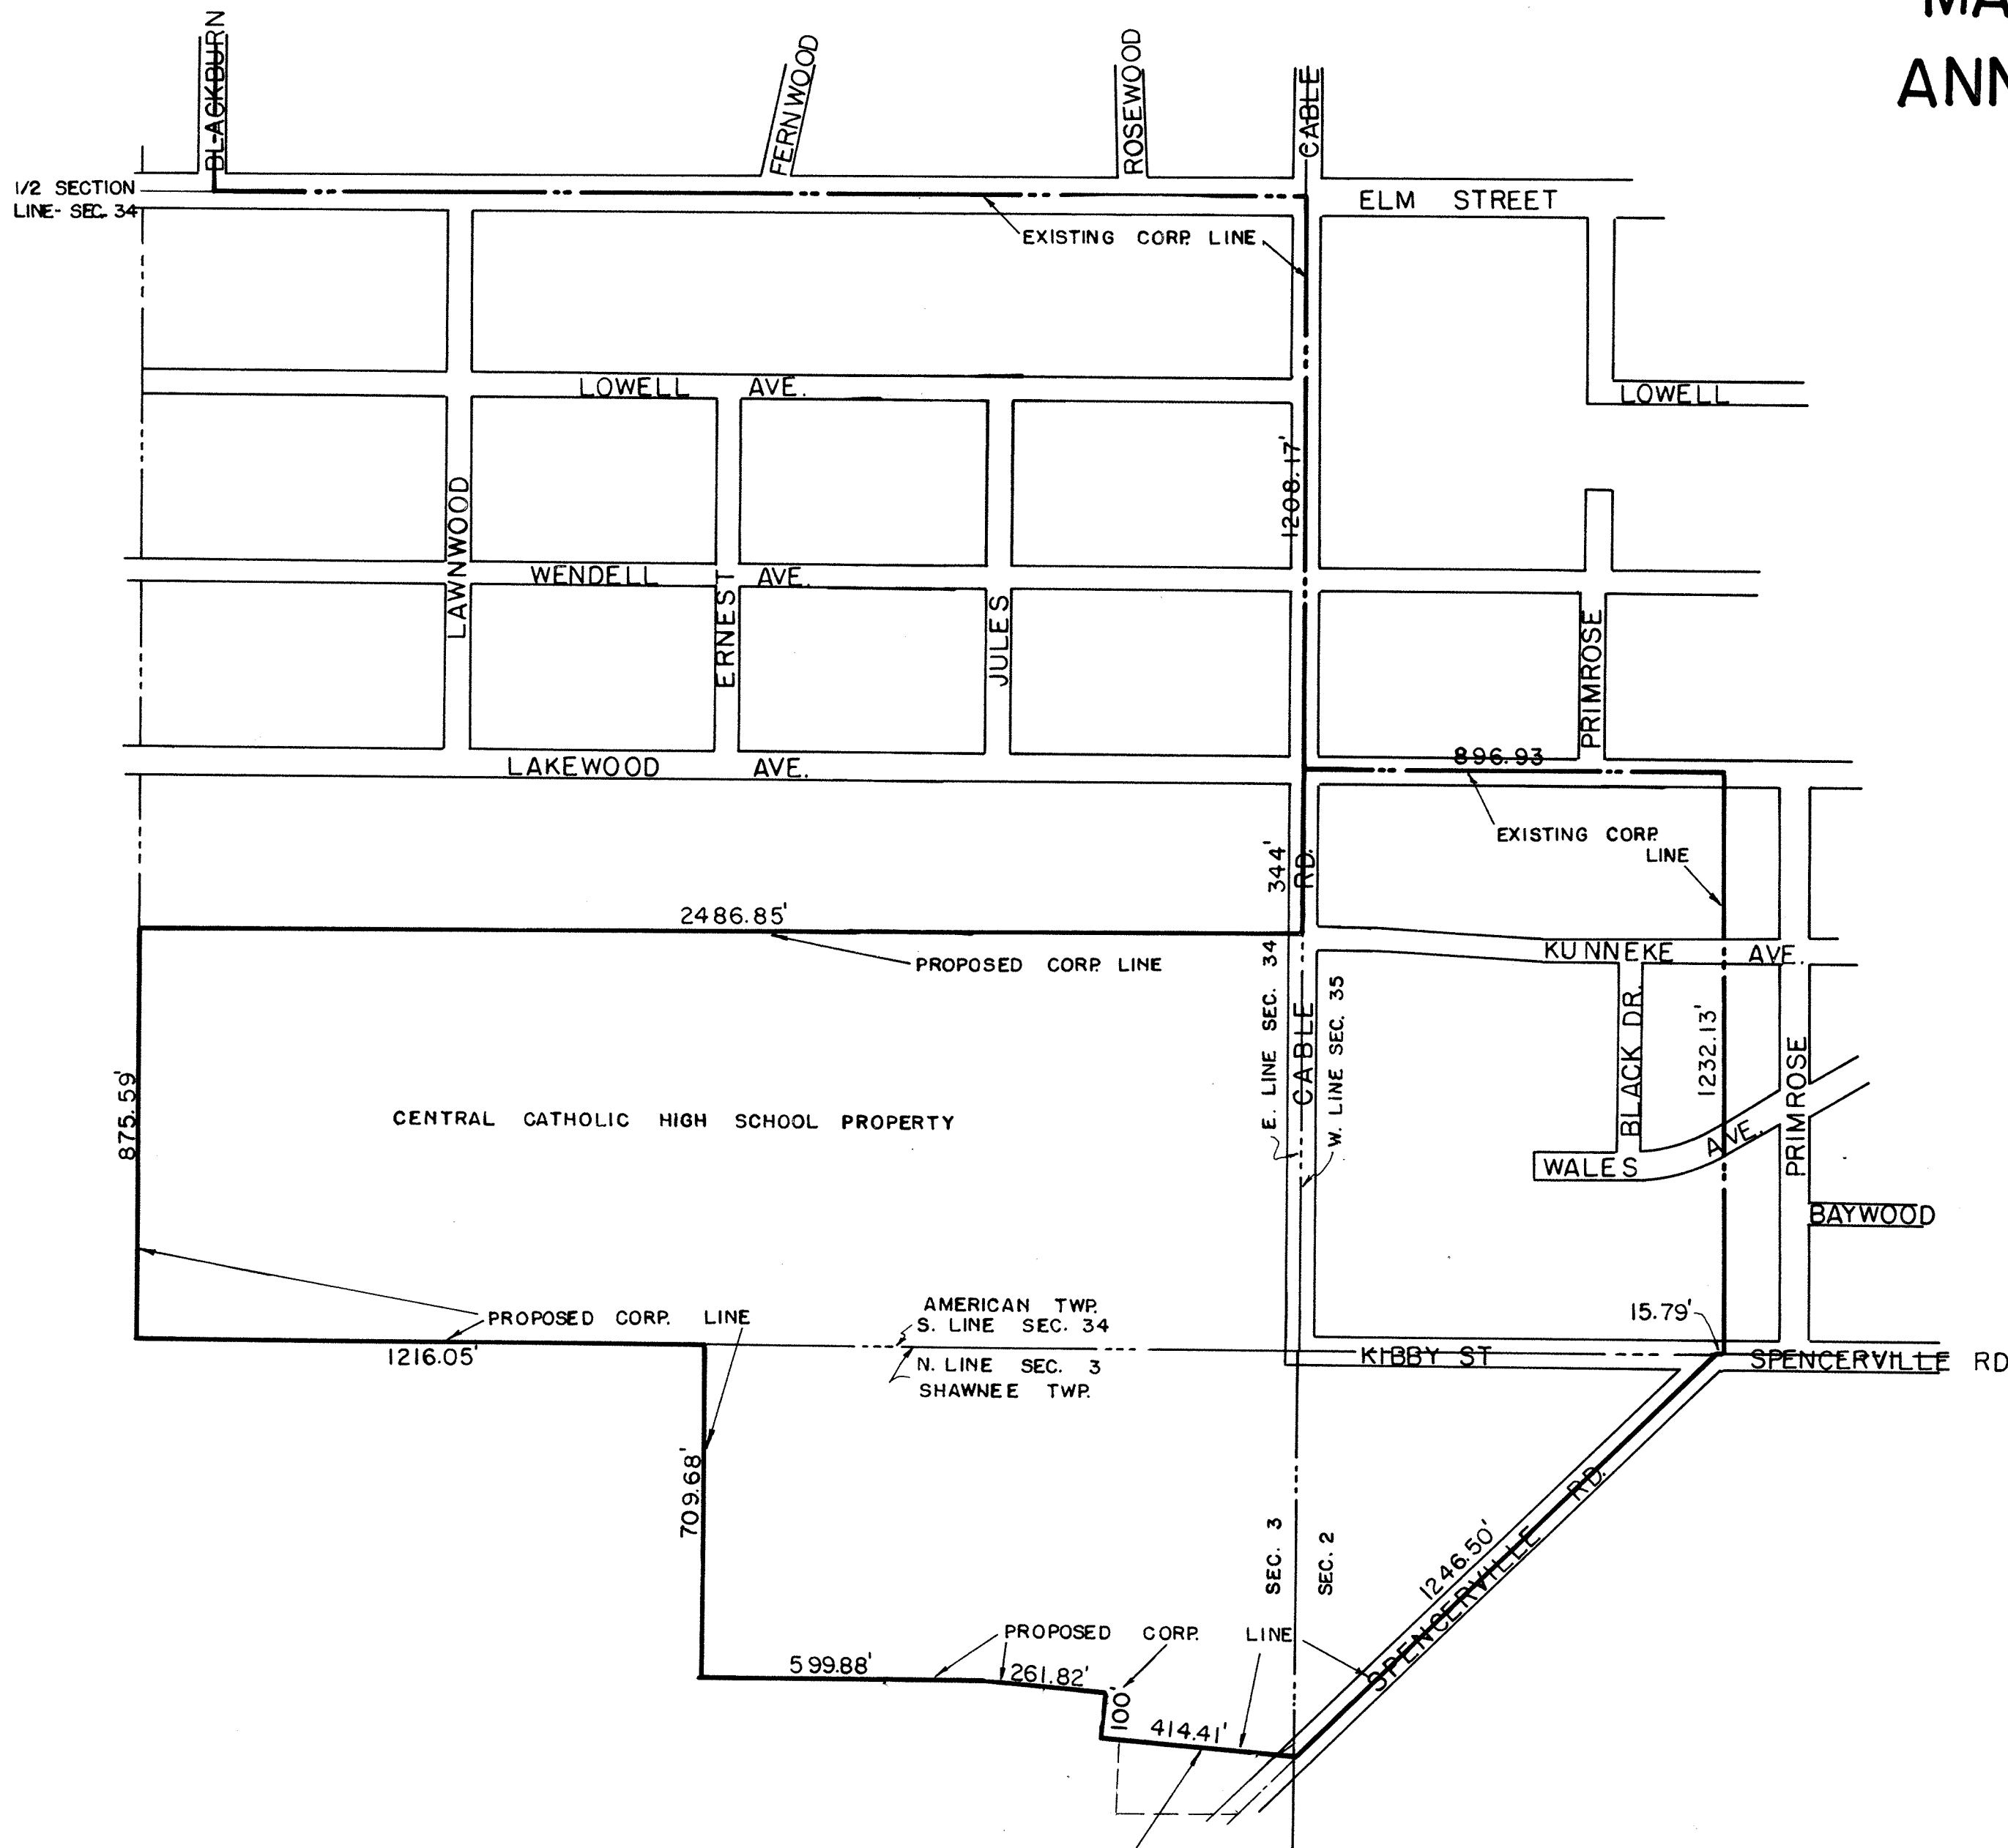 MA
ANN
BLACKBURN
FERNWOOD
ROSEWOOD
CABLE
1/2 SECTION
LINE- SEC. 34
ELM STREET
EXISTING CORP. LINE
LOWELL AVE.
LOWELL
1208.17'
LAWNWOOD
WENDELL AVE.
ERNEST
JULES
PRIMROSE
LAKEWOOD AVE.
896.93
EXISTING CORP.
LINE
344'
RD.
2486.85'
PROPOSED CORP. LINE
KUNNEKE AVE.
E. LINE SEC. 34
CABLE
W. LINE SEC. 35
BLACK DR.
1232.13'
PRIMROSE
875.59'
CENTRAL CATHOLIC HIGH SCHOOL PROPERTY
WALES AVE.
BAYWOOD
PROPOSED CORP. LINE
AMERICAN TWP.
S. LINE SEC. 34
15.79'
1216.05'
N. LINE SEC. 3
SHAWNEE TWP.
KIBBY ST
SPENCERVILLE RD
709.68'
SEC. 3
SEC. 2
1246.50'
SPENCERVILLE RD.
PROPOSED CORP. LINE
599.88'
261.82'
100'
414.41'